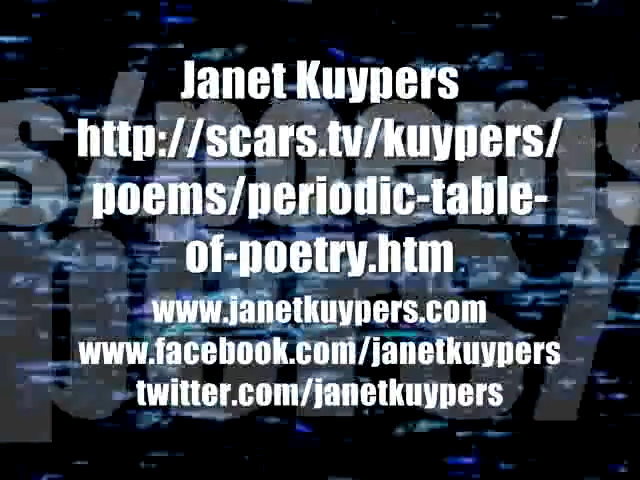 Janet Kuypers
http://scars.tv/kuypers/
poems/periodic-table-
of-poetry.htm
www.janetkuypers.com
www.facebook.com/janetkuypers
twitter.com/janetkuypers